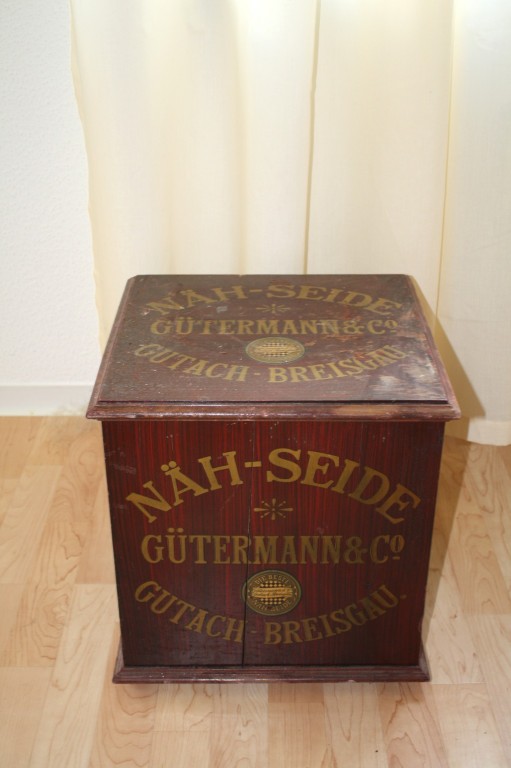 NÄH-SEIDE
GÜTERMANN & Cº
GUTACH-BREISGAU.
NÄH-SEIDE
GÜTERMANN & Cº
GUTACH-BREISGAU.